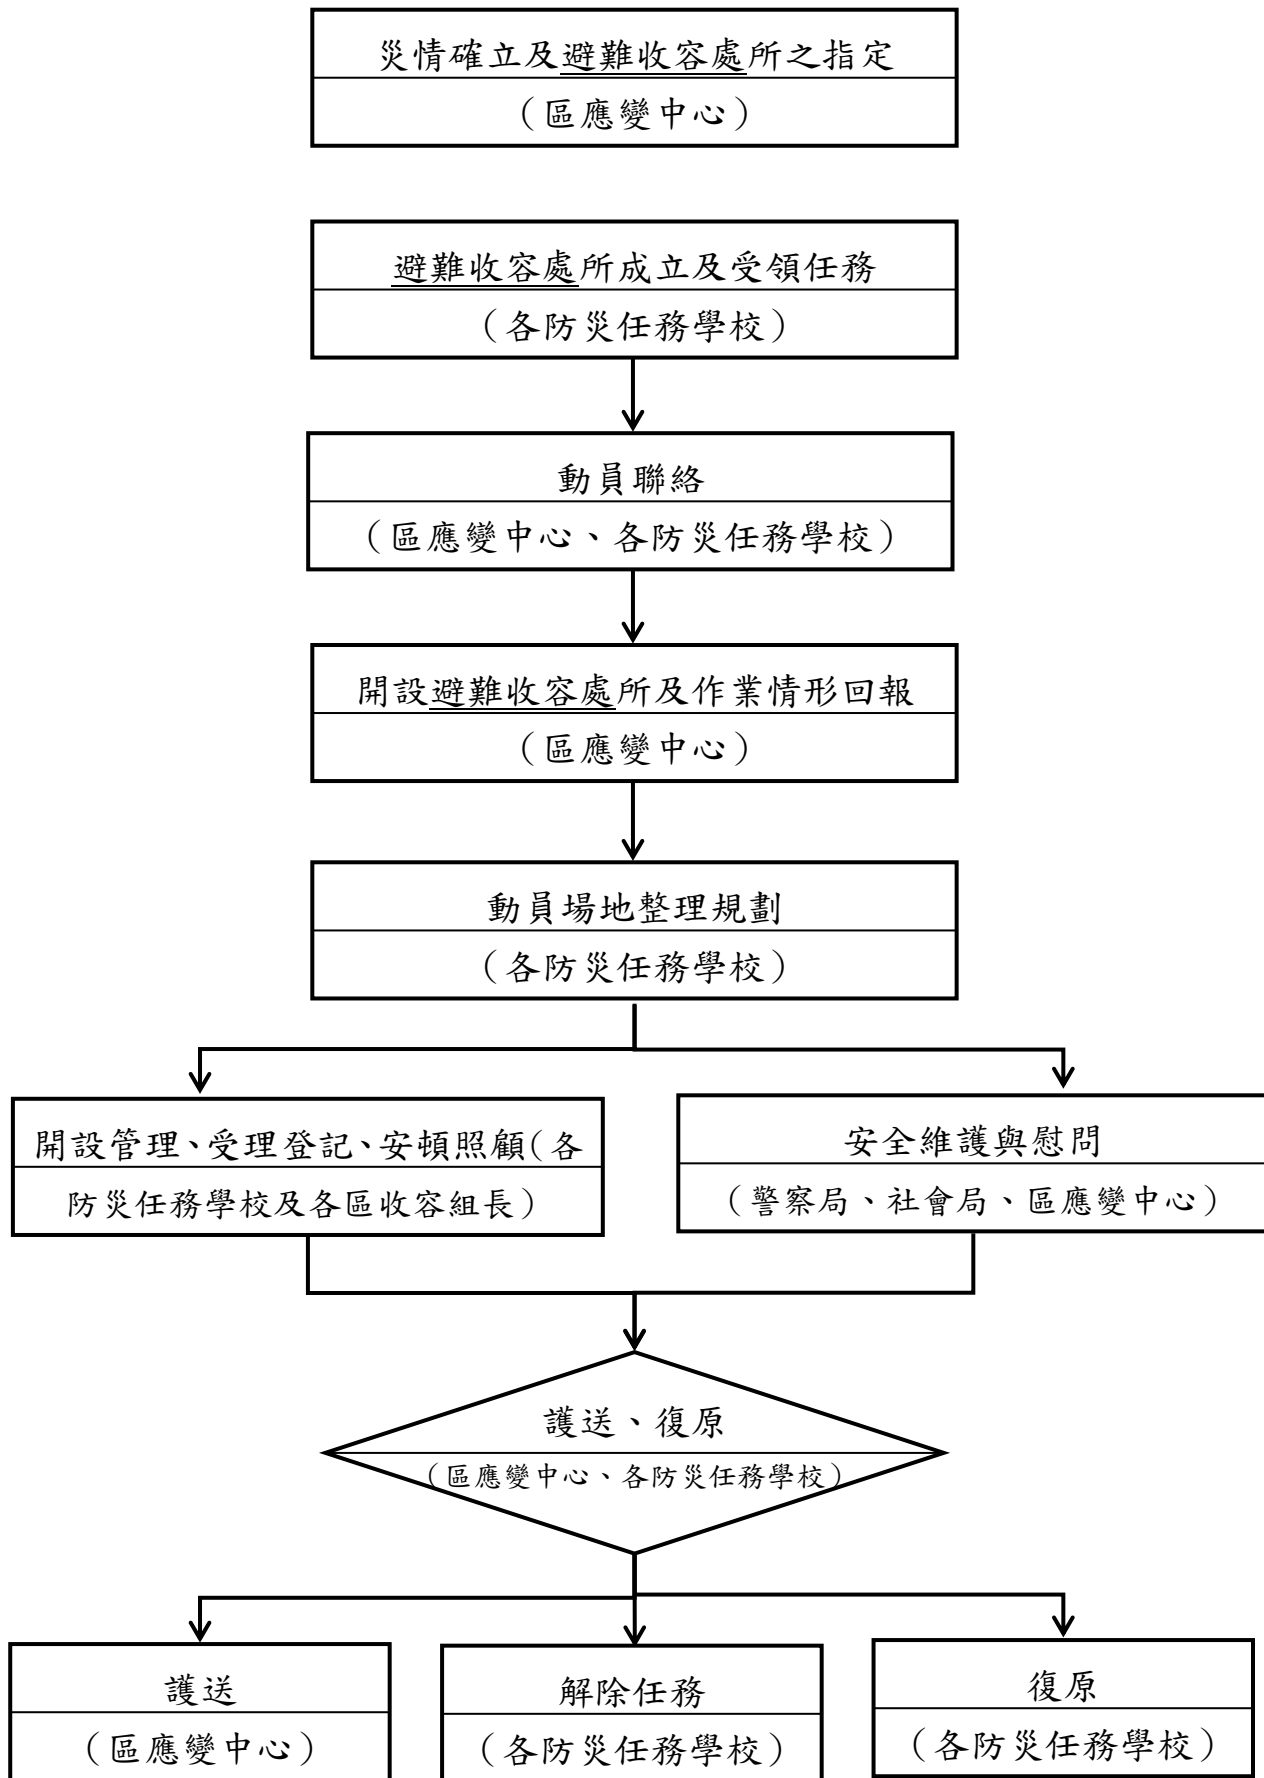 災情確立及避難收容處所之指定
（區應變中心）
避難收容處所成立及受領任務
（各防災任務學校）
動員聯絡
（區應變中心、各防災任務學校）
開設避難收容處所及作業情形回報
（區應變中心）
動員場地整理規劃
（各防災任務學校）
開設管理、受理登記、安頓照顧（各
防災任務學校及各區收容組長）
安全維護與慰問
（警察局、社會局、區應變中心）
護送、復原
（區應變中心、各防災任務學校）
護送
（區應變中心）
解除任務
（各防災任務學校）
復原
（各防災任務學校）